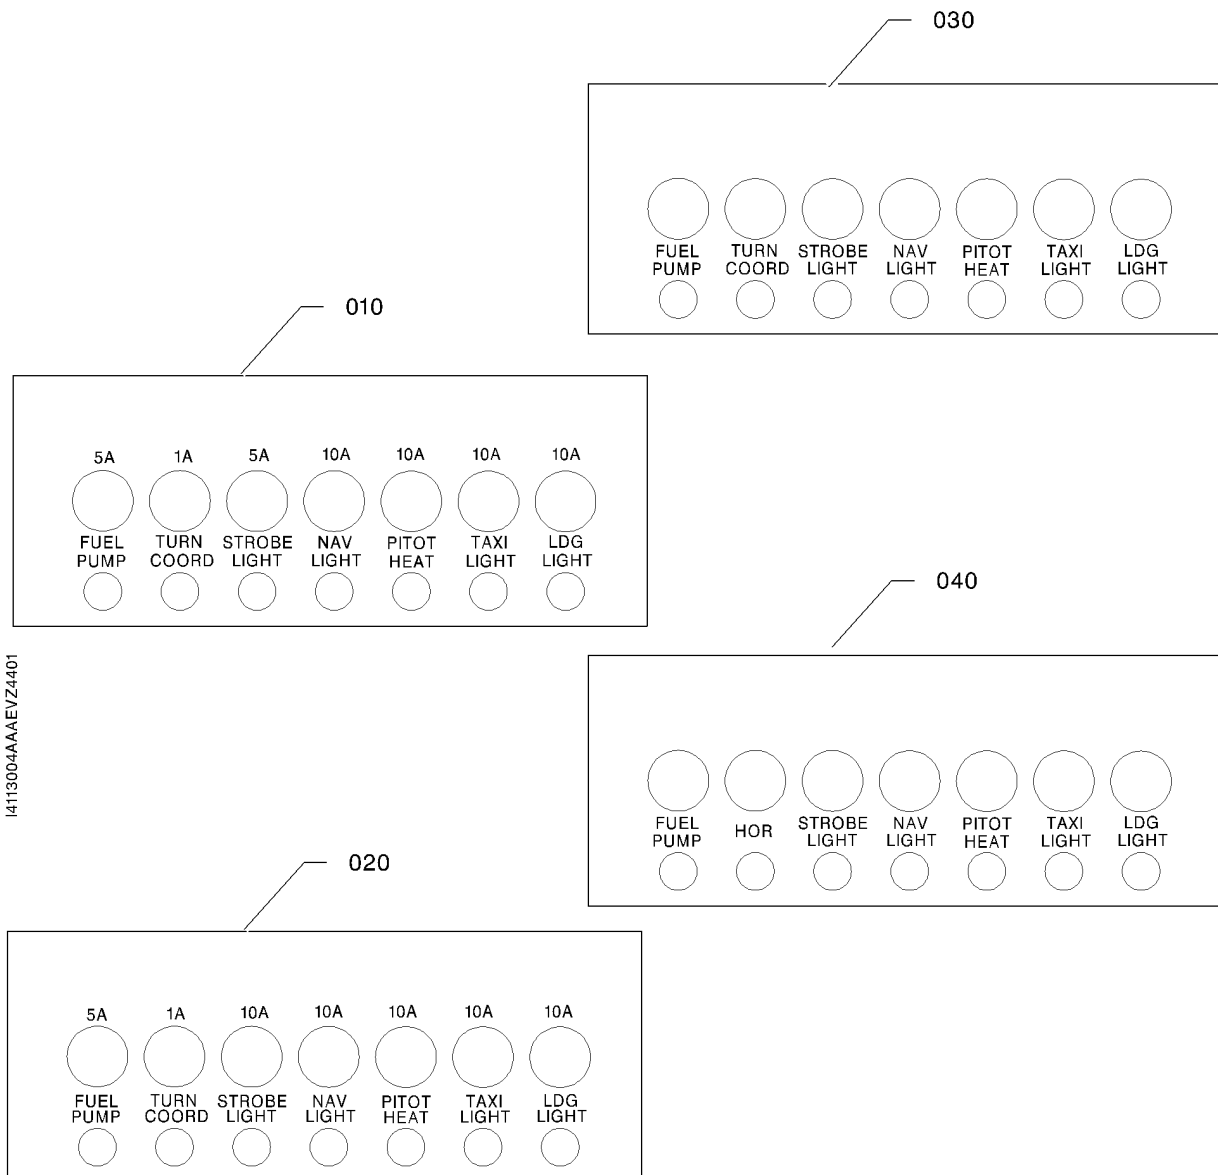 030
FUEL PUMP
TURN COORD
STROBE LIGHT
NAV LIGHT
PITOT HEAT
TAXI LIGHT
LDG LIGHT
010
5A 1A 5A 10A 10A 10A 10A
FUEL PUMP
TURN COORD
STROBE LIGHT
NAV LIGHT
PITOT HEAT
TAXI LIGHT
LDG LIGHT
040
FUEL PUMP
HOR
STROBE LIGHT
NAV LIGHT
PITOT HEAT
TAXI LIGHT
LDG LIGHT
I4113004AAAEVZ4401
020
5A 1A 10A 10A 10A 10A 10A
FUEL PUMP
TURN COORD
STROBE LIGHT
NAV LIGHT
PITOT HEAT
TAXI LIGHT
LDG LIGHT